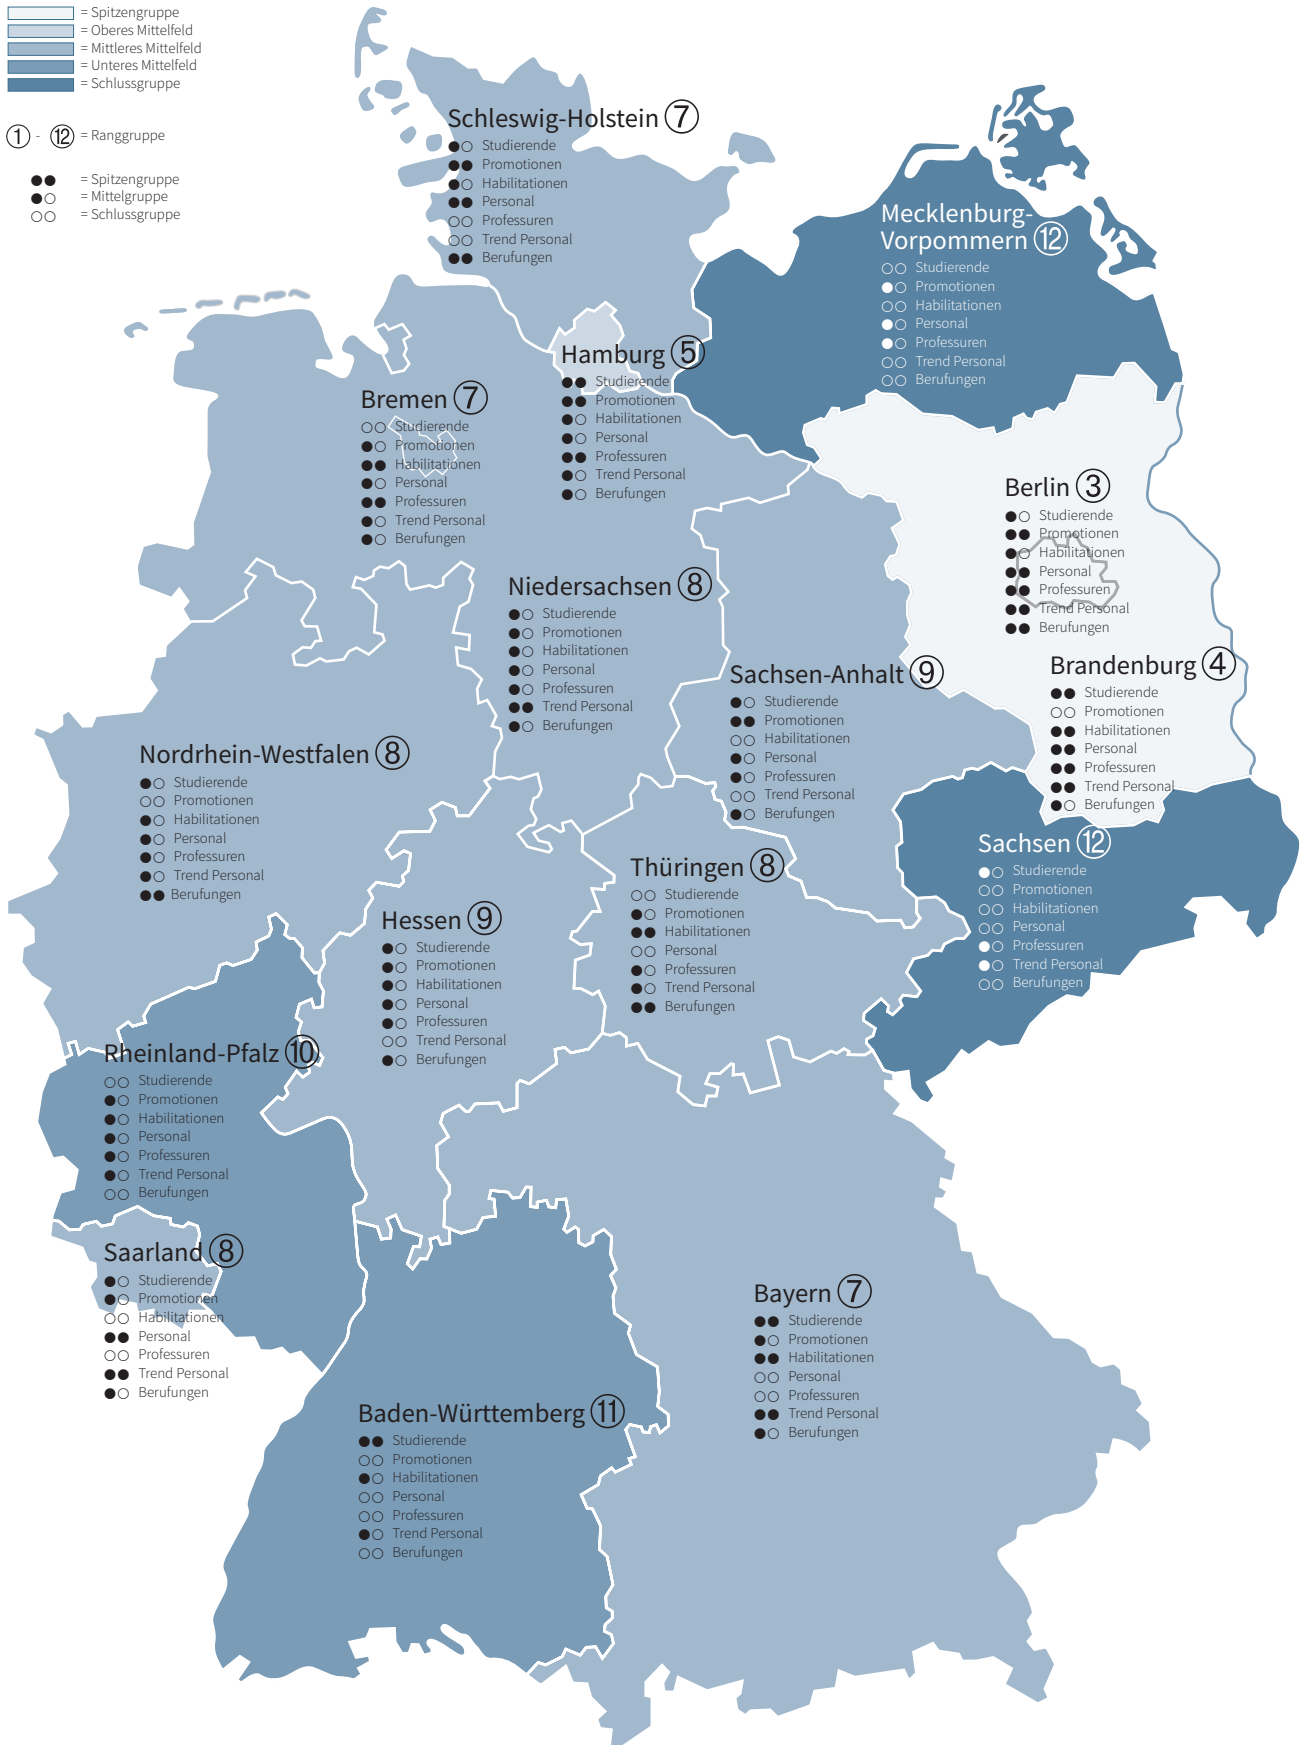 = Spitzengruppe
= Oberes Mittelfeld
= Mittleres Mittelfeld
= Unteres Mittelfeld
= Schlussgruppe
① - ⑫ = Ranggruppe
●● = Spitzengruppe
●○ = Mittelgruppe
○○ = Schlussgruppe
Schleswig-Holstein ⑦
●○ Studierende
●● Promotionen
●○ Habilitationen
●● Personal
○○ Professuren
○○ Trend Personal
●● Berufungen
Mecklenburg-
Vorpommern ⑫
○○ Studierende
●○ Promotionen
○○ Habilitationen
●○ Personal
●○ Professuren
○○ Trend Personal
○○ Berufungen
Hamburg ⑤
●● Studierende
●● Promotionen
●○ Habilitationen
●○ Personal
●● Professuren
●○ Trend Personal
●○ Berufungen
Bremen ⑦
○○ Studierende
●○ Promotionen
●● Habilitationen
●○ Personal
●● Professuren
●○ Trend Personal
●○ Berufungen
Berlin ③
●○ Studierende
●● Promotionen
●○ Habilitationen
●● Personal
●● Professuren
●● Trend Personal
●● Berufungen
Niedersachsen ⑧
●○ Studierende
●○ Promotionen
●○ Habilitationen
●○ Personal
●○ Professuren
●● Trend Personal
●○ Berufungen
Brandenburg ④
●● Studierende
○○ Promotionen
●● Habilitationen
●● Personal
●● Professuren
●● Trend Personal
●○ Berufungen
Sachsen-Anhalt ⑨
●○ Studierende
●● Promotionen
○○ Habilitationen
●○ Personal
●○ Professuren
○○ Trend Personal
●○ Berufungen
Nordrhein-Westfalen ⑧
●○ Studierende
○○ Promotionen
●○ Habilitationen
●○ Personal
●○ Professuren
●○ Trend Personal
●● Berufungen
Sachsen ⑫
●○ Studierende
○○ Promotionen
○○ Habilitationen
○○ Personal
●○ Professuren
●○ Trend Personal
○○ Berufungen
Thüringen ⑧
○○ Studierende
●○ Promotionen
●● Habilitationen
○○ Personal
●○ Professuren
●○ Trend Personal
●● Berufungen
Hessen ⑨
●○ Studierende
●○ Promotionen
●○ Habilitationen
●○ Personal
●○ Professuren
○○ Trend Personal
●○ Berufungen
Rheinland-Pfalz ⑩
○○ Studierende
●○ Promotionen
●○ Habilitationen
●○ Personal
●○ Professuren
●○ Trend Personal
○○ Berufungen
Saarland ⑧
●○ Studierende
●○ Promotionen
○○ Habilitationen
●● Personal
○○ Professuren
●● Trend Personal
●○ Berufungen
Bayern ⑦
●● Studierende
●○ Promotionen
●● Habilitationen
○○ Personal
○○ Professuren
●● Trend Personal
●○ Berufungen
Baden-Württemberg ⑪
●● Studierende
○○ Promotionen
●○ Habilitationen
○○ Personal
○○ Professuren
●○ Trend Personal
○○ Berufungen